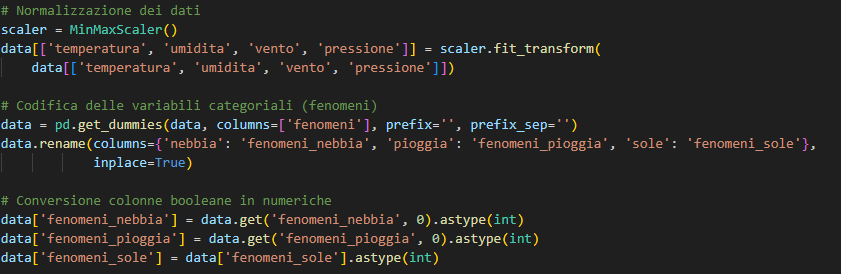 # Normalizzazione dei dati
scaler = MinMaxScaler()
data[['temperatura', 'umidita', 'vento', 'pressione']] = scaler.fit_transform(
    data[['temperatura', 'umidita', 'vento', 'pressione']])

# Codifica delle variabili categoriali (fenomeni)
data = pd.get_dummies(data, columns=['fenomeni'], prefix='', prefix_sep='')
data.rename(columns={'nebbia': 'fenomeni_nebbia', 'pioggia': 'fenomeni_pioggia', 'sole': 'fenomeni_sole'},
            inplace=True)

# Conversione colonne booleane in numeriche
data['fenomeni_nebbia'] = data.get('fenomeni_nebbia', 0).astype(int)
data['fenomeni_pioggia'] = data.get('fenomeni_pioggia', 0).astype(int)
data['fenomeni_sole'] = data['fenomeni_sole'].astype(int)